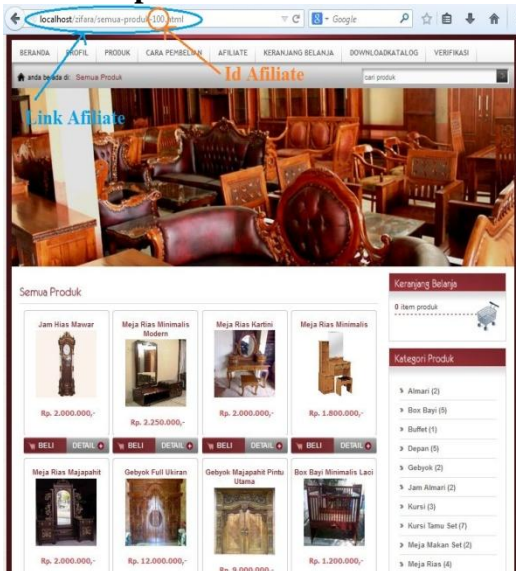 localhost/zifara/semua-produk-100.html
Google
BERANDA PROFIL PRODUK CARA PEMBELIAN AFILIATE KERANJANG BELANJA DOWNLOADKATALOG VERIFIKASI
anda berada di: Semua Produk
cari produk
Id Afiliate
Link Afiliate
Semua Produk
Jam Hias Mawar
Rp. 2.000.000,-
BELI DETAIL
Meja Rias Minimalis
Modern
Rp. 2.250.000,-
BELI DETAIL
Meja Rias Kartini
Rp. 2.000.000,-
BELI DETAIL
Meja Rias Minimalis
Rp. 1.800.000,-
BELI DETAIL
Meja Rias Majapahit
Rp. 2.000.000,-
Gebyok Full Ukiran
Rp. 12.000.000,-
Gebyok Majapahit Pintu
Utama
Rp. 9.000.000,-
Box Bayi Minimalis Laci
Rp. 1.200.000,-
Keranjang Belanja
0 item produk
Kategori Produk
Almari (2)
Box Bayi (5)
Buffet (1)
Depan (5)
Gebyok (2)
Jam Almari (2)
Kursi (3)
Kursi Tamu Set (7)
Meja Makan Set (2)
Meja Rias (4)